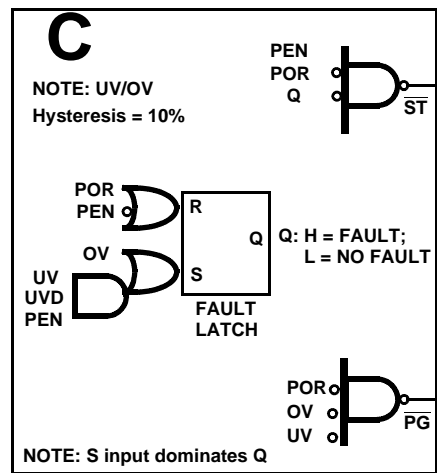 C
NOTE: UV/OV
Hysteresis = 10%
PEN
POR
Q
ST
POR
PEN
R
OV
S
Q
UV
UVD
PEN
FAULT
LATCH
Q: H = FAULT;
L = NO FAULT
POR
OV
UV
PG
NOTE: S input dominates Q